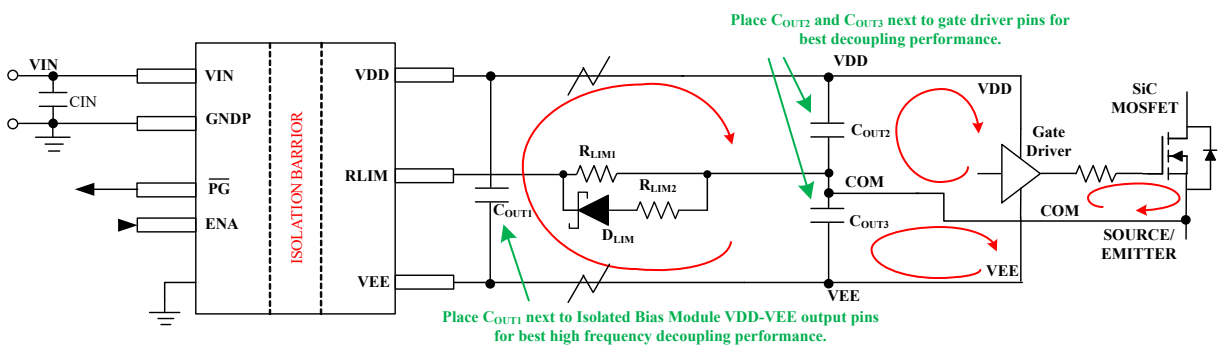 Place COUT2 and COUT3 next to gate driver pins for
best decoupling performance.
VIN
CIN
VIN
GNDP
PG
ENA
ISOLATION BARRIOR
VDD
RLIM
VEE
COUT1
RLIM1
RLIM2
DLIM
VDD
COUT2
COM
COUT3
VEE
VDD
Gate
Driver
COM
VEE
SiC
MOSFET
SOURCE/
EMITTER
Place COUT1 next to Isolated Bias Module VDD-VEE output pins
for best high frequency decoupling performance.